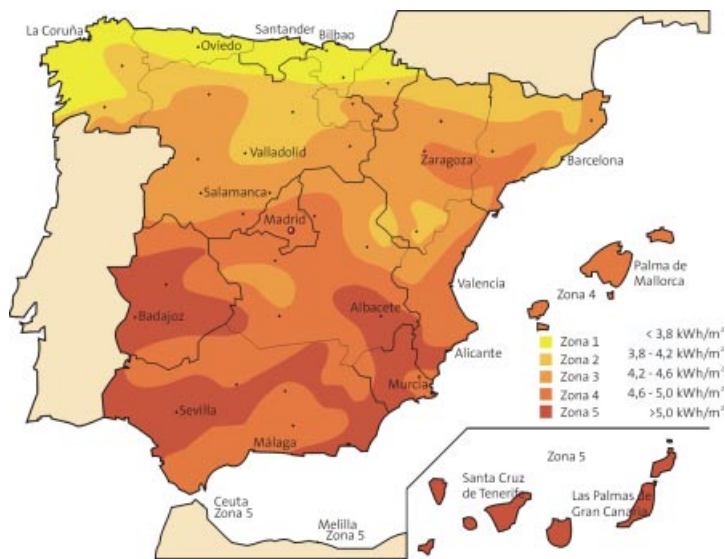 La Coruña
Santander
Oviedo
Bilbao
Valladolid
Zaragoza
Barcelona
Salamanca
Madrid
Palma de
Mallorca
Zona 4
Valencia
Badajoz
Albacete
Alicante
Murcia
Zona 1 < 3,8 kWh/m²
Zona 2 3,8 - 4,2 kWh/m²
Zona 3 4,2 - 4,6 kWh/m²
Zona 4 4,6 - 5,0 kWh/m²
Zona 5 >5,0 kWh/m²
Sevilla
Málaga
Zona 5
Santa Cruz
de Tenerife
Las Palmas de
Gran Canaria
Ceuta
Zona 5
Melilla
Zona 5